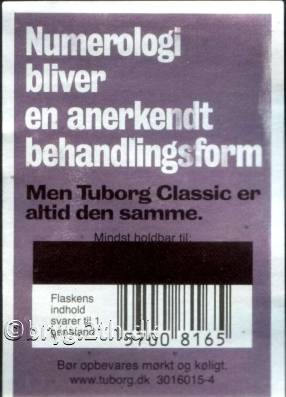 Numerologi
bliver
en anerkendt
behandlingsform
Men Tuborg Classic er
altid den samme.
Mindst holdbar til:
Flaskens
indhold
svarer til 1
genstand
5700 8165
Bør opbevares mørkt og køligt.
www.tuborg.dk 3016015-4